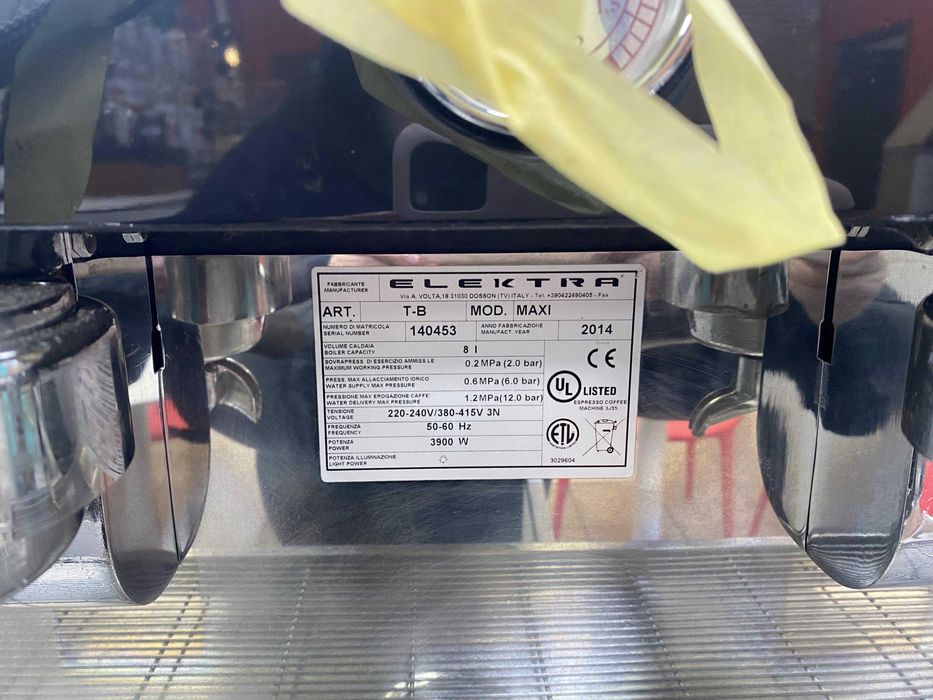 FABBRICANTE
MANUFACTURER
ELEKTRA
Via A. VOLTA,18 31030 DOSSON (TV) ITALY - Tel. +390422490405 - Fax
ART. T-B MOD. MAXI
NUMERO DI MATRICOLA
SERIAL NUMBER
140453
ANNO FABBRICAZIONE
MANUFACT. YEAR
2014
VOLUME CALDAIA
BOILER CAPACITY
8 l
SOVRAPRESS. DI ESERCIZIO AMMISS.LE
MAXIMUM WORKING PRESSURE
0.2 MPa (2.0 bar)
PRESS. MAX ALLACCIAMENTO IDRICO
WATER SUPPLY MAX PRESSURE
0.6 MPa (6.0 bar)
PRESSIONE MAX EROGAZIONE CAFFE'
WATER DELIVERY MAX PRESSURE
1.2 MPa (12.0 bar)
TENSIONE
VOLTAGE
220-240V/380-415V 3N
FREQUENZA
FREQUENCY
50-60 Hz
POTENZA
POWER
3900 W
POTENZA ILLUMINAZIONE
LIGHT POWER
CE
UL LISTED
ESPRESSO COFFEE
MACHINE 3J55
ETL
3029604